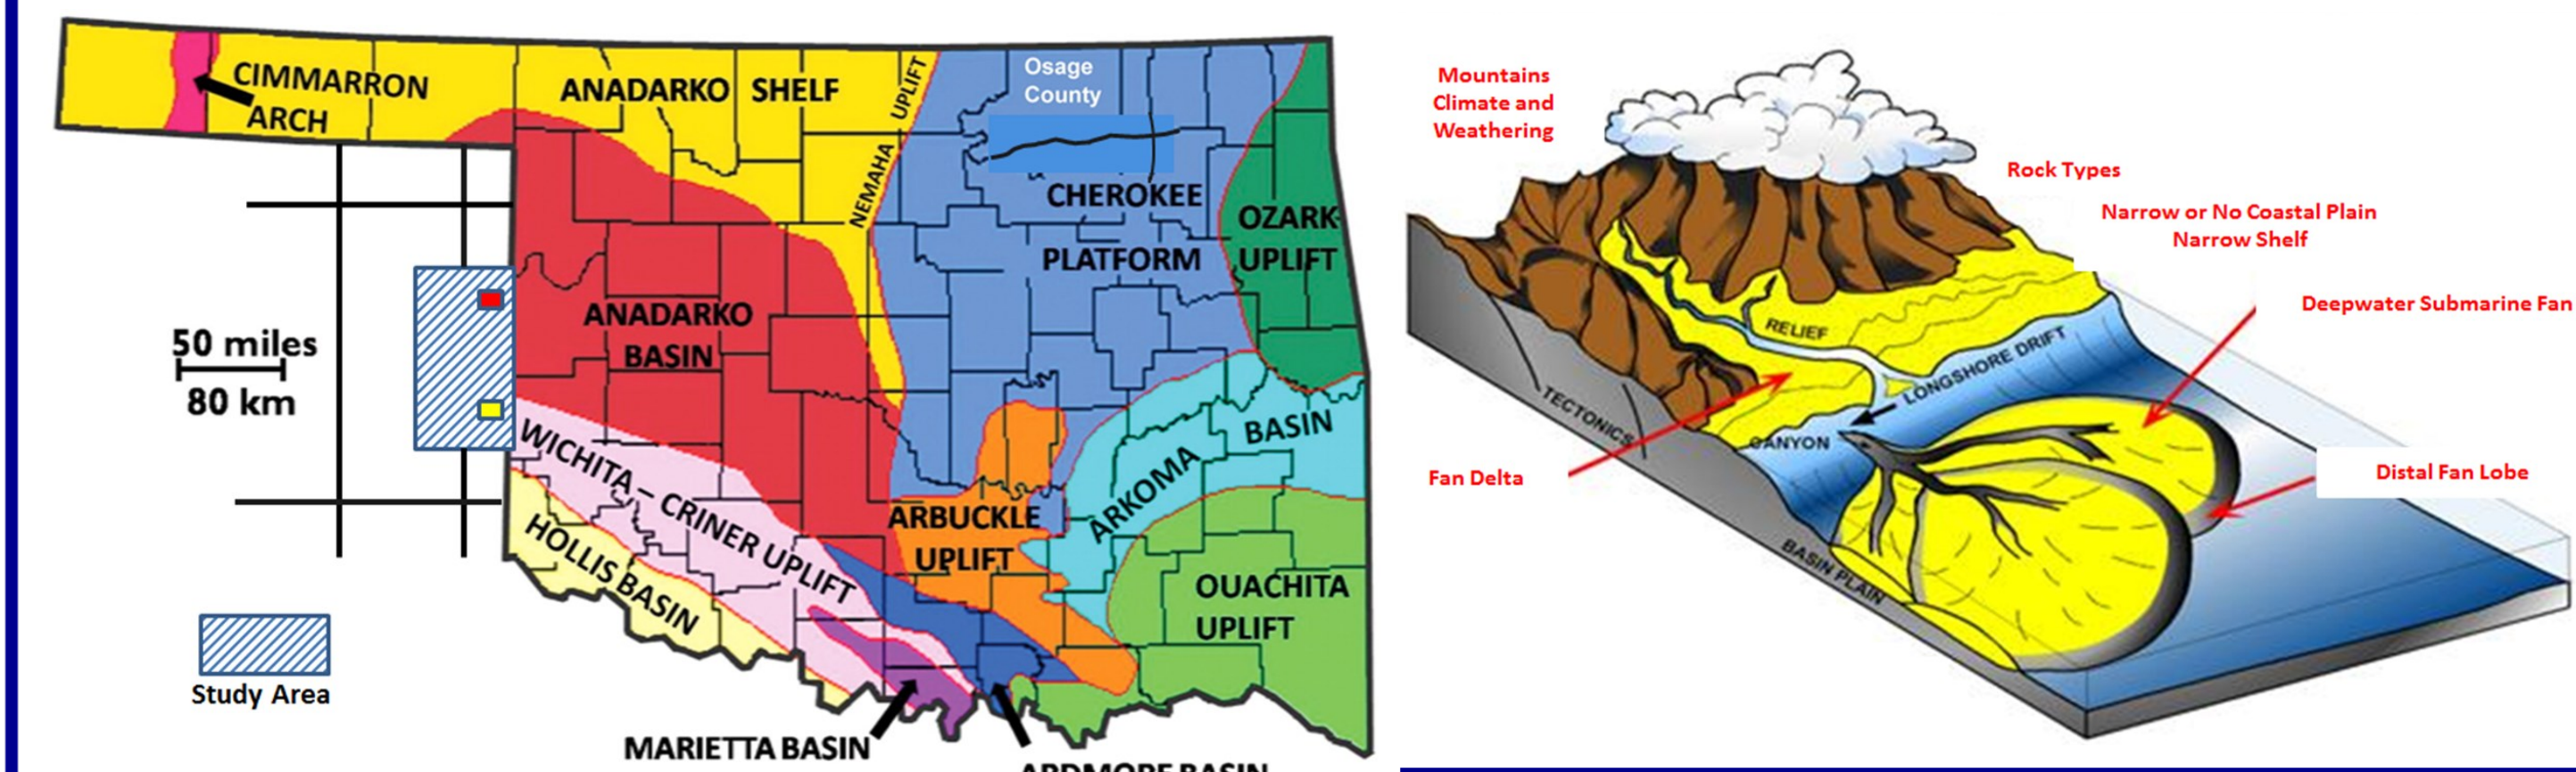 CIMMARRON
ARCH
ANADARKO SHELF
NEMAHA UPLIFT
Osage
County
CHEROKEE
PLATFORM
OZARK
UPLIFT
ANADARKO
BASIN
50 miles
80 km
WICHITA – CRINER UPLIFT
HOLLIS BASIN
ARBUCKLE
UPLIFT
ARKOMA BASIN
OUACHITA
UPLIFT
Study Area
MARIETTA BASIN
ARDMORE BASIN
Mountains
Climate and
Weathering
Rock Types
Narrow or No Coastal Plain
Narrow Shelf
Deepwater Submarine Fan
RELIEF
LONGSHORE DRIFT
TECTONICS
CANYON
Fan Delta
Distal Fan Lobe
BASIN PLAIN